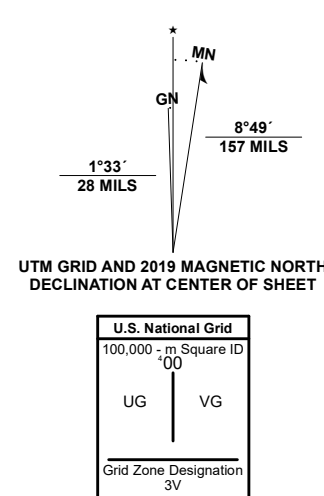 ★
MN
GN
8°49´
157 MILS
1°33´
28 MILS
UTM GRID AND 2019 MAGNETIC NORTH
DECLINATION AT CENTER OF SHEET
U.S. National Grid
100,000 - m Square ID
⁴00
UG VG
Grid Zone Designation
3V